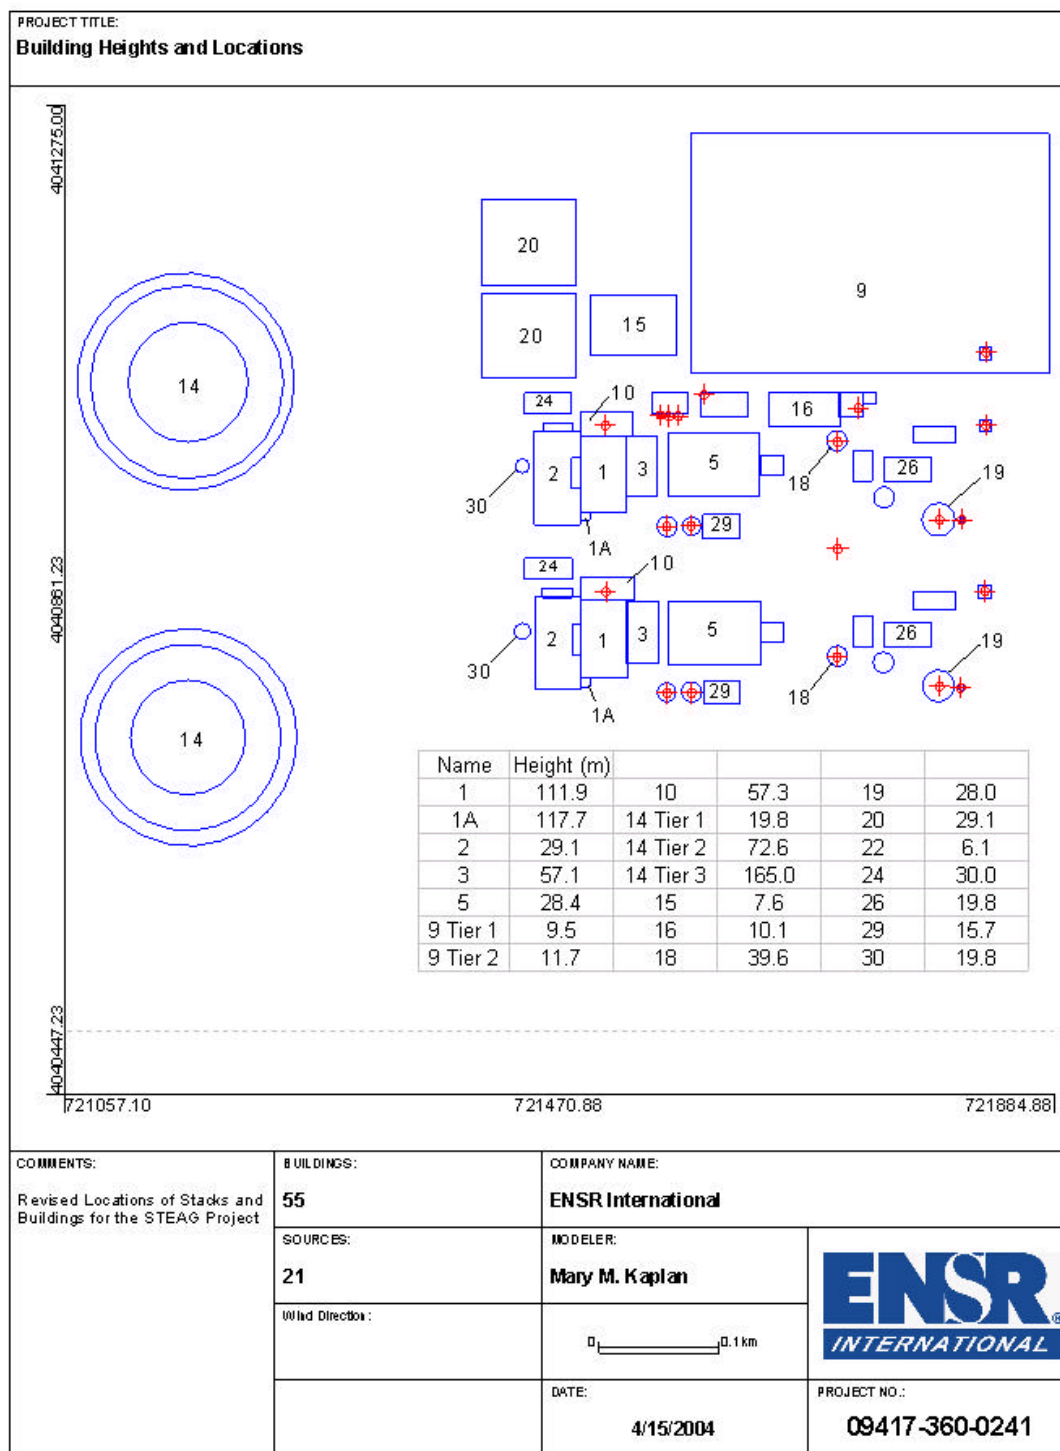 PROJECT TITLE:
Building Heights and Locations
4041275.00
20
9
20
15
14
24
10
16
2
1
3
5
18
26
19
30
29
1A
4040861.23
24
10
2
1
3
5
26
19
30
18
29
1A
14
Name Height (m)
1 111.9 10 57.3 19 28.0
1A 117.7 14 Tier 1 19.8 20 29.1
2 29.1 14 Tier 2 72.6 22 6.1
3 57.1 14 Tier 3 165.0 24 30.0
5 28.4 15 7.6 26 19.8
9 Tier 1 9.5 16 10.1 29 15.7
9 Tier 2 11.7 18 39.6 30 19.8
4040447.23
721057.10 721470.88 721884.88
COMMENTS:
Revised Locations of Stacks and
Buildings for the STEAG Project
BUILDINGS:
55
COMPANY NAME:
ENSR International
SOURCES:
21
MODELER:
Mary M. Kaplan
ENSR®
INTERNATIONAL
Wind Direction:
0 0.1 km
DATE:
4/15/2004
PROJECT NO.:
09417-360-0241